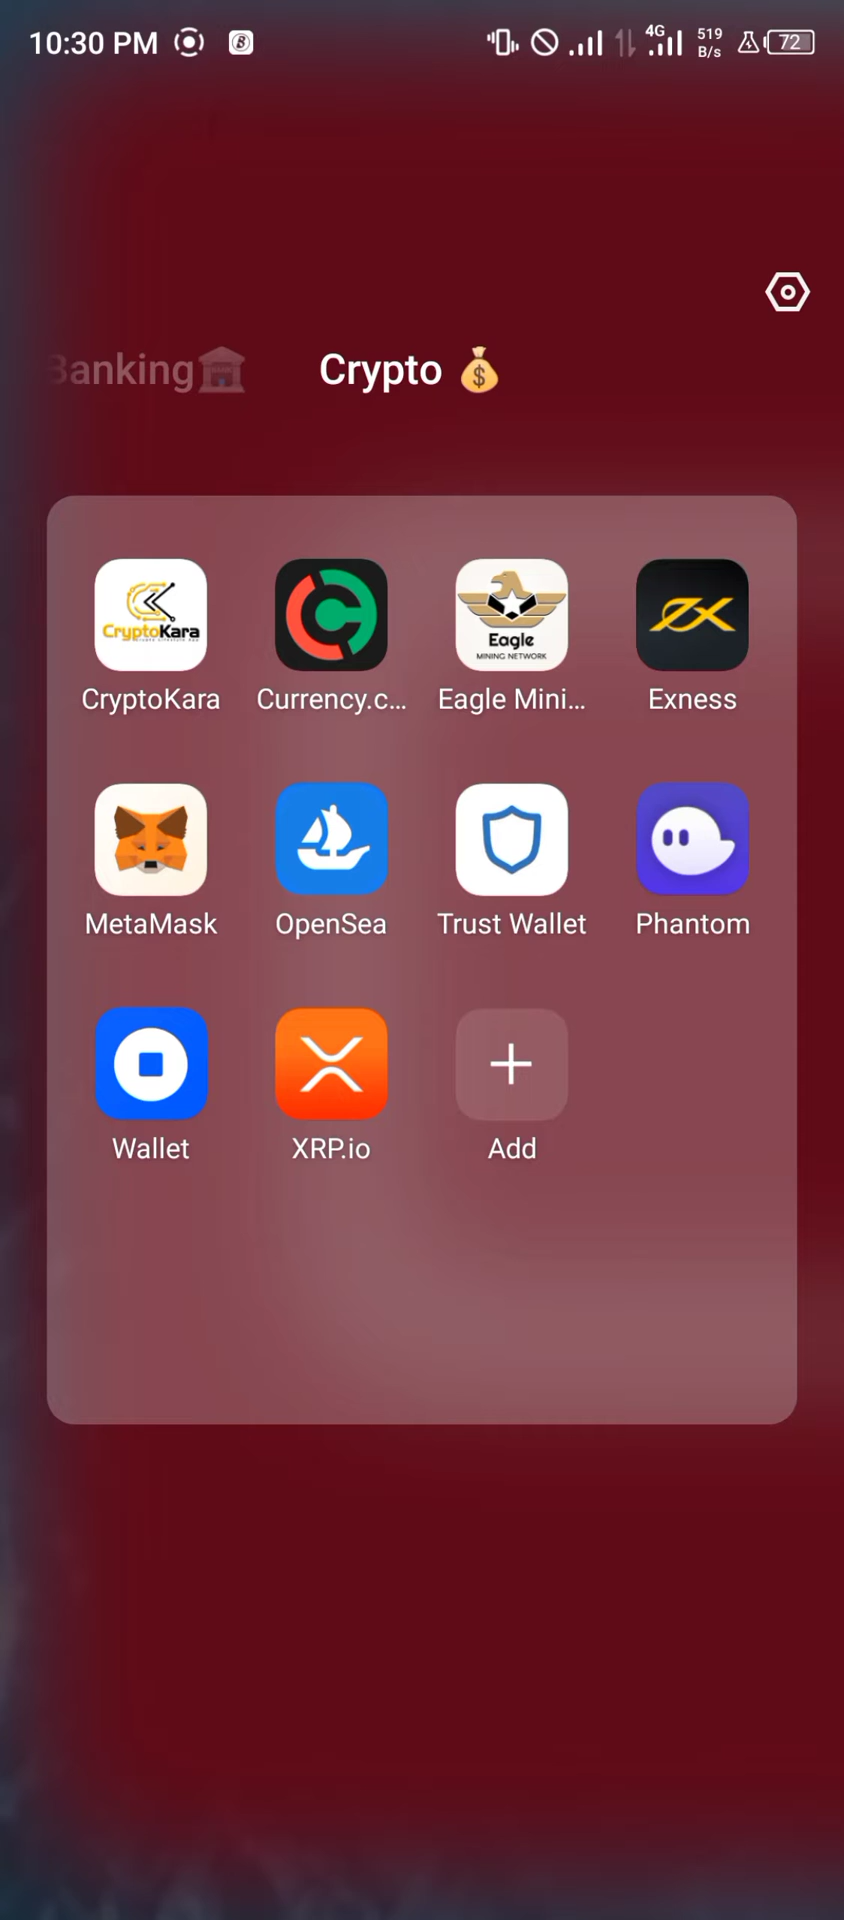 10:30 PM
4G
519
B/s
72
Banking
Crypto
CryptoKara
Eagle
MINING NETWORK
CryptoKara
Currency.c...
Eagle Mini...
Exness
MetaMask
OpenSea
Trust Wallet
Phantom
Wallet
XRP.io
Add